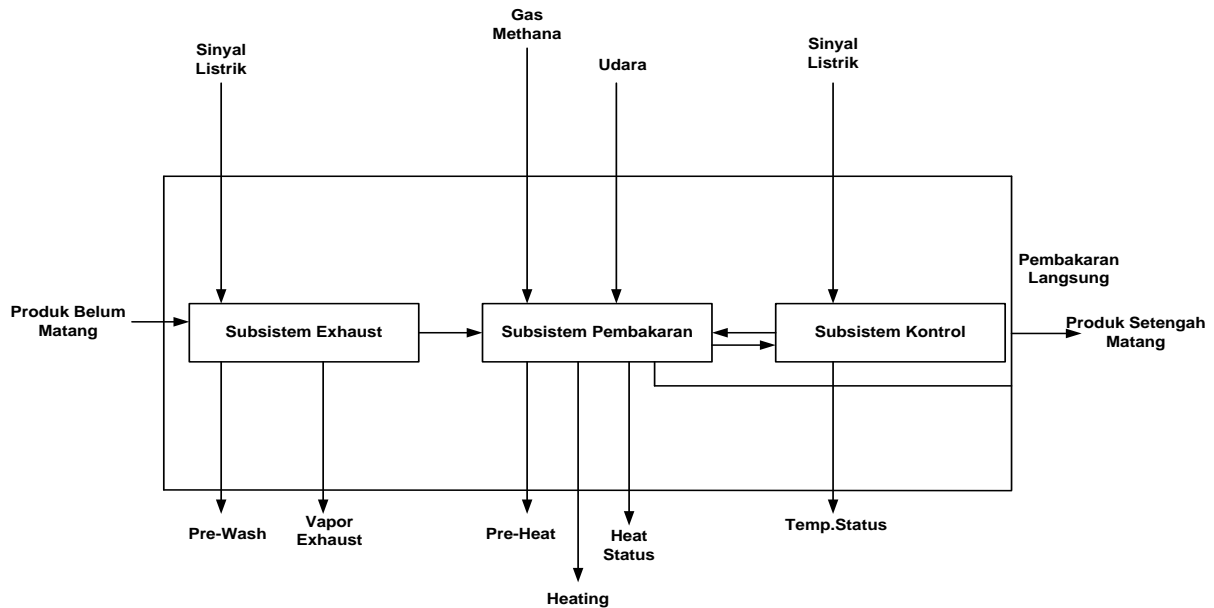 Gas
Methana
Sinyal
Listrik
Udara
Sinyal
Listrik
Pembakaran
Langsung
Produk Belum
Matang
Subsistem Exhaust
Subsistem Pembakaran
Subsistem Kontrol
Produk Setengah
Matang
Pre-Wash
Vapor
Exhaust
Pre-Heat
Heat
Status
Temp.Status
Heating